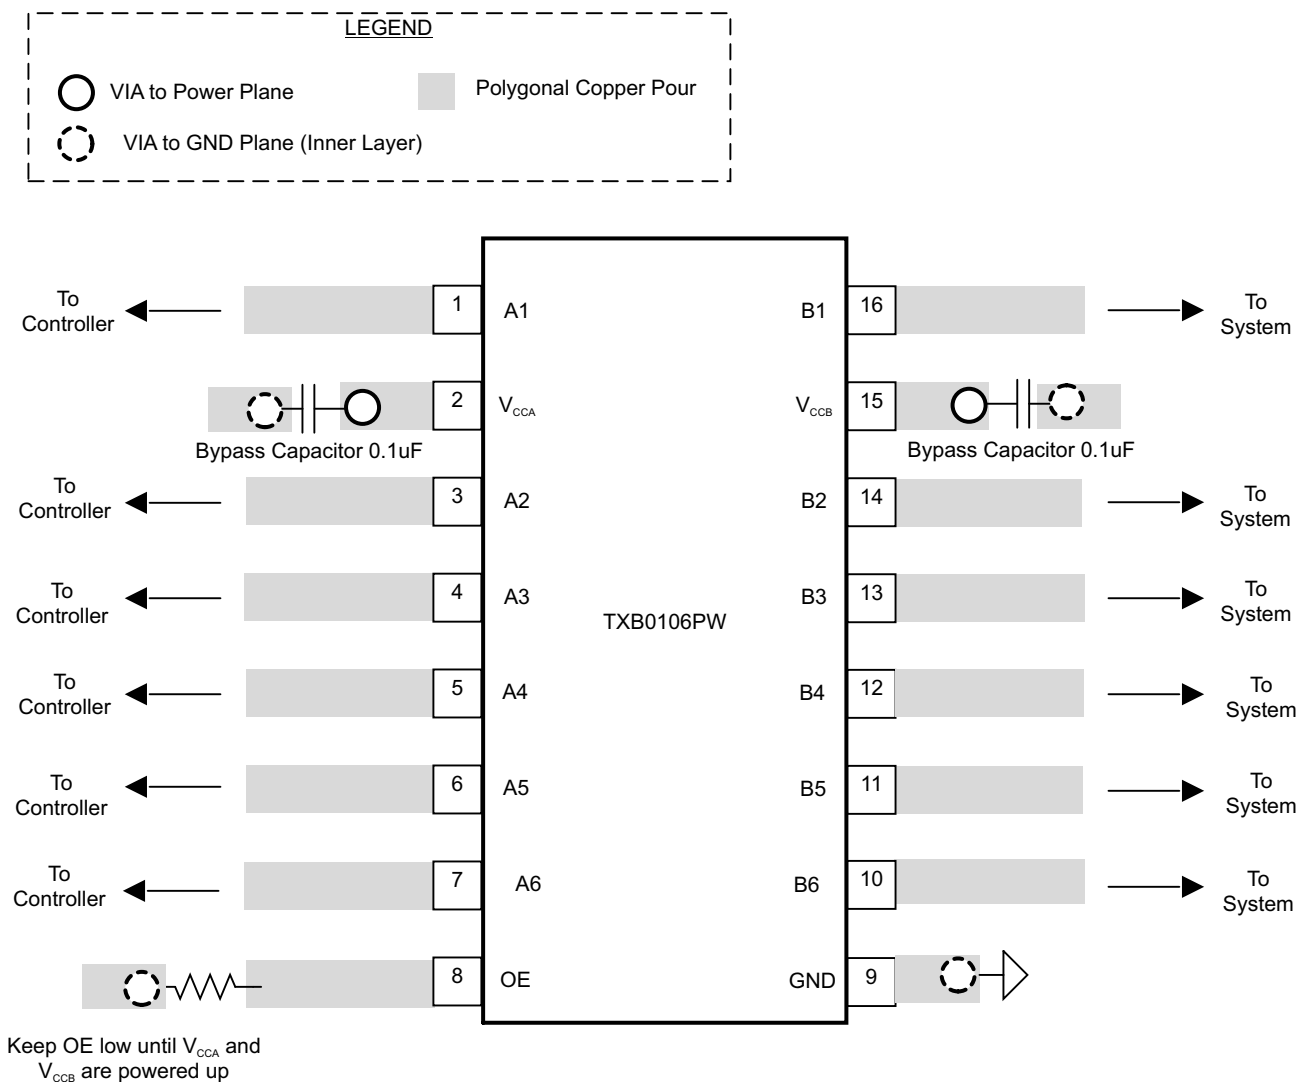 LEGEND
VIA to Power Plane
Polygonal Copper Pour
VIA to GND Plane (Inner Layer)
To
Controller
1
A1
B1
16
To
System
2
VCCA
VCCB
15
Bypass Capacitor 0.1uF
Bypass Capacitor 0.1uF
To
Controller
3
A2
B2
14
To
System
To
Controller
4
A3
B3
13
To
System
TXB0106PW
To
Controller
5
A4
B4
12
To
System
To
Controller
6
A5
B5
11
To
System
To
Controller
7
A6
B6
10
To
System
8
OE
GND
9
Keep OE low until VCCA and
VCCB are powered up